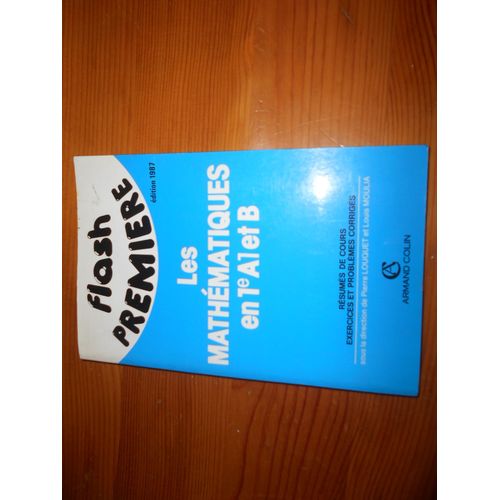 flash
PREMIERE
édition 1987
Les
MATHÉMATIQUES
en 1e A1 et B
RÉSUMÉS DE COURS
EXERCICES ET PROBLÈMES CORRIGÉS
sous la direction de Pierre LOUQUET et Louis MOULIA
ARMAND COLIN